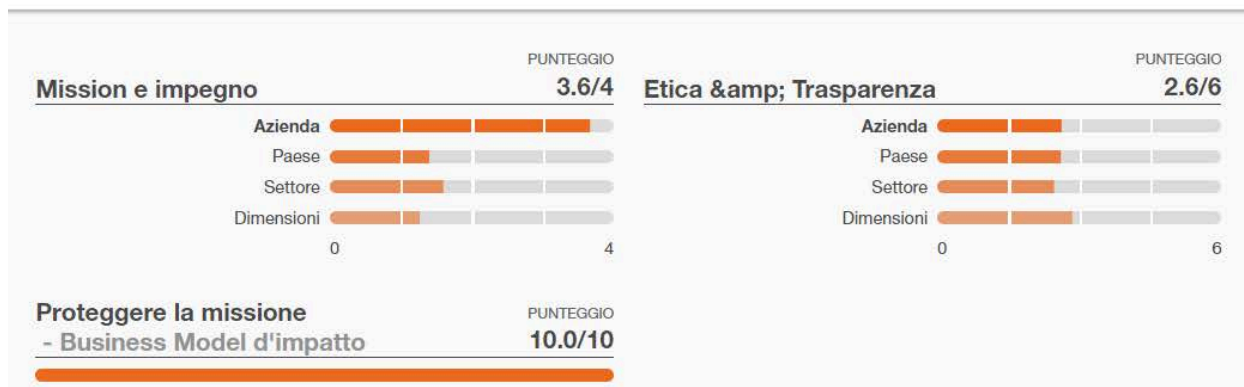 PUNTEGGIO
Mission e impegno 3.6/4
Azienda
Paese
Settore
Dimensioni
0 4
PUNTEGGIO
Etica &amp; Trasparenza 2.6/6
Azienda
Paese
Settore
Dimensioni
0 6
Proteggere la missione PUNTEGGIO
- Business Model d'impatto 10.0/10